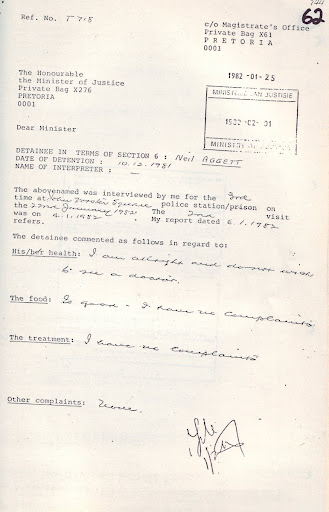 62
Ref. No. T 718
c/o Magistrate's Office
Private Bag X61
PRETORIA
0001
The Honourable
the Minister of Justice
Private Bag X276
PRETORIA
0001
1982 -01- 25
MINISTER VAN JUSTISIE
1982 -02- 01
Dear Minister
DETAINEE IN TERMS OF SECTION 6 : Neil AGGETT
DATE OF DETENTION : 10.12.1981
NAME OF INTERPRETER : —
The abovenamed was interviewed by me for the 3rd
time at John Vorster Square police station/prison on
the 22nd January 1982. The 2nd visit
was on 4.1.1982. My report dated 6.1.1982
refers.
The detainee commented as follows in regard to:
His/her health: I am alright and do not wish
to see a doctor.
The food: Is good - I have no complaints
The treatment: I have no complaints
Other complaints: None.